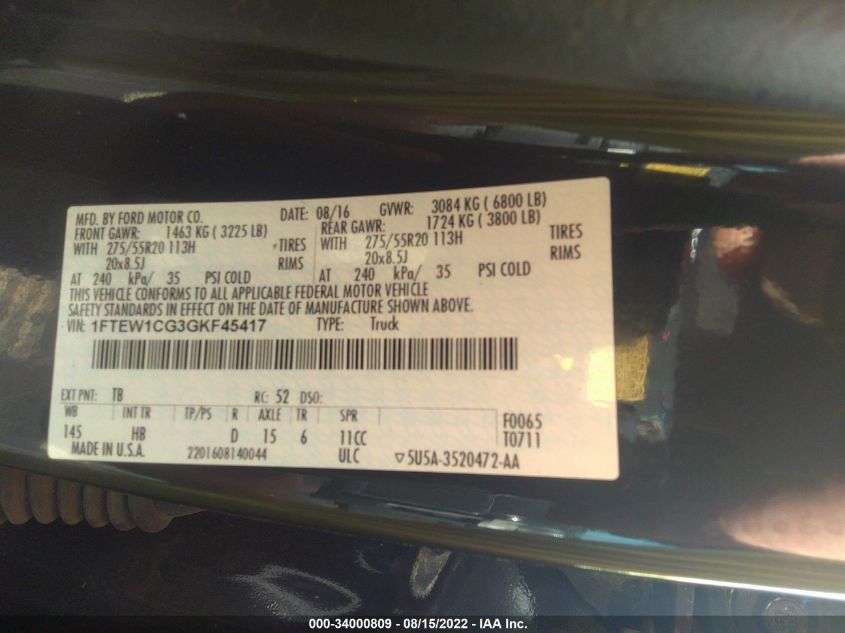 MFD. BY FORD MOTOR CO. DATE: 08/16 GVWR: 3084 KG ( 6800 LB)
FRONT GAWR: 1463 KG ( 3225 LB) REAR GAWR: 1724 KG ( 3800 LB)
WITH 275/55R20 113H TIRES WITH 275/55R20 113H TIRES
20x8.5J RIMS 20x8.5J RIMS
AT 240 kPa/ 35 PSI COLD AT 240 kPa/ 35 PSI COLD
THIS VEHICLE CONFORMS TO ALL APPLICABLE FEDERAL MOTOR VEHICLE
SAFETY STANDARDS IN EFFECT ON THE DATE OF MANUFACTURE SHOWN ABOVE.
VIN: 1FTEW1CG3GKF45417 TYPE: Truck
EXT PNT: TB RC: 52 DSO:
WB INT TR TP/PS R AXLE TR SPR F0065
145 HB D 15 6 11CC T0711
MADE IN U.S.A. 2201608140044 ULC ▽5U5A-3520472-AA
000-34000809 - 08/15/2022 - IAA Inc.